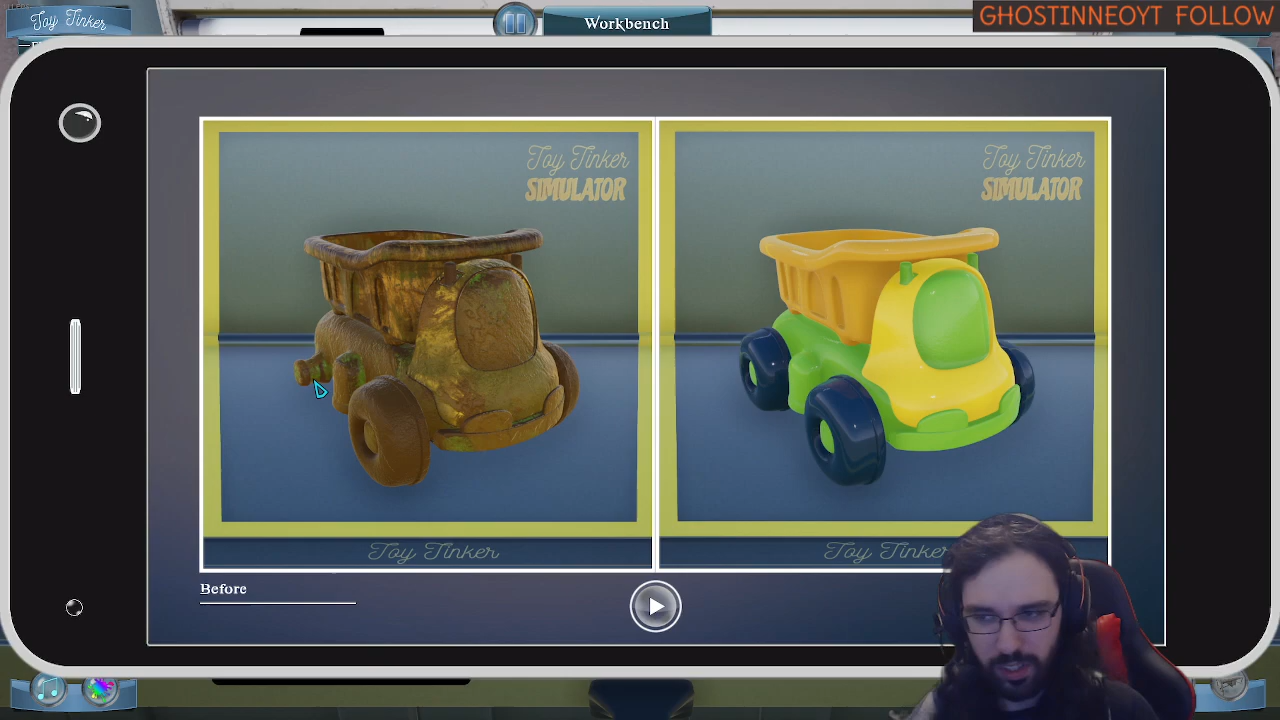 Toy Tinker
Workbench
GHOSTINNEOYT FOLLOW
Toy Tinker
SIMULATOR
Toy Tinker
SIMULATOR
Toy Tinker
Toy Tinker
Before